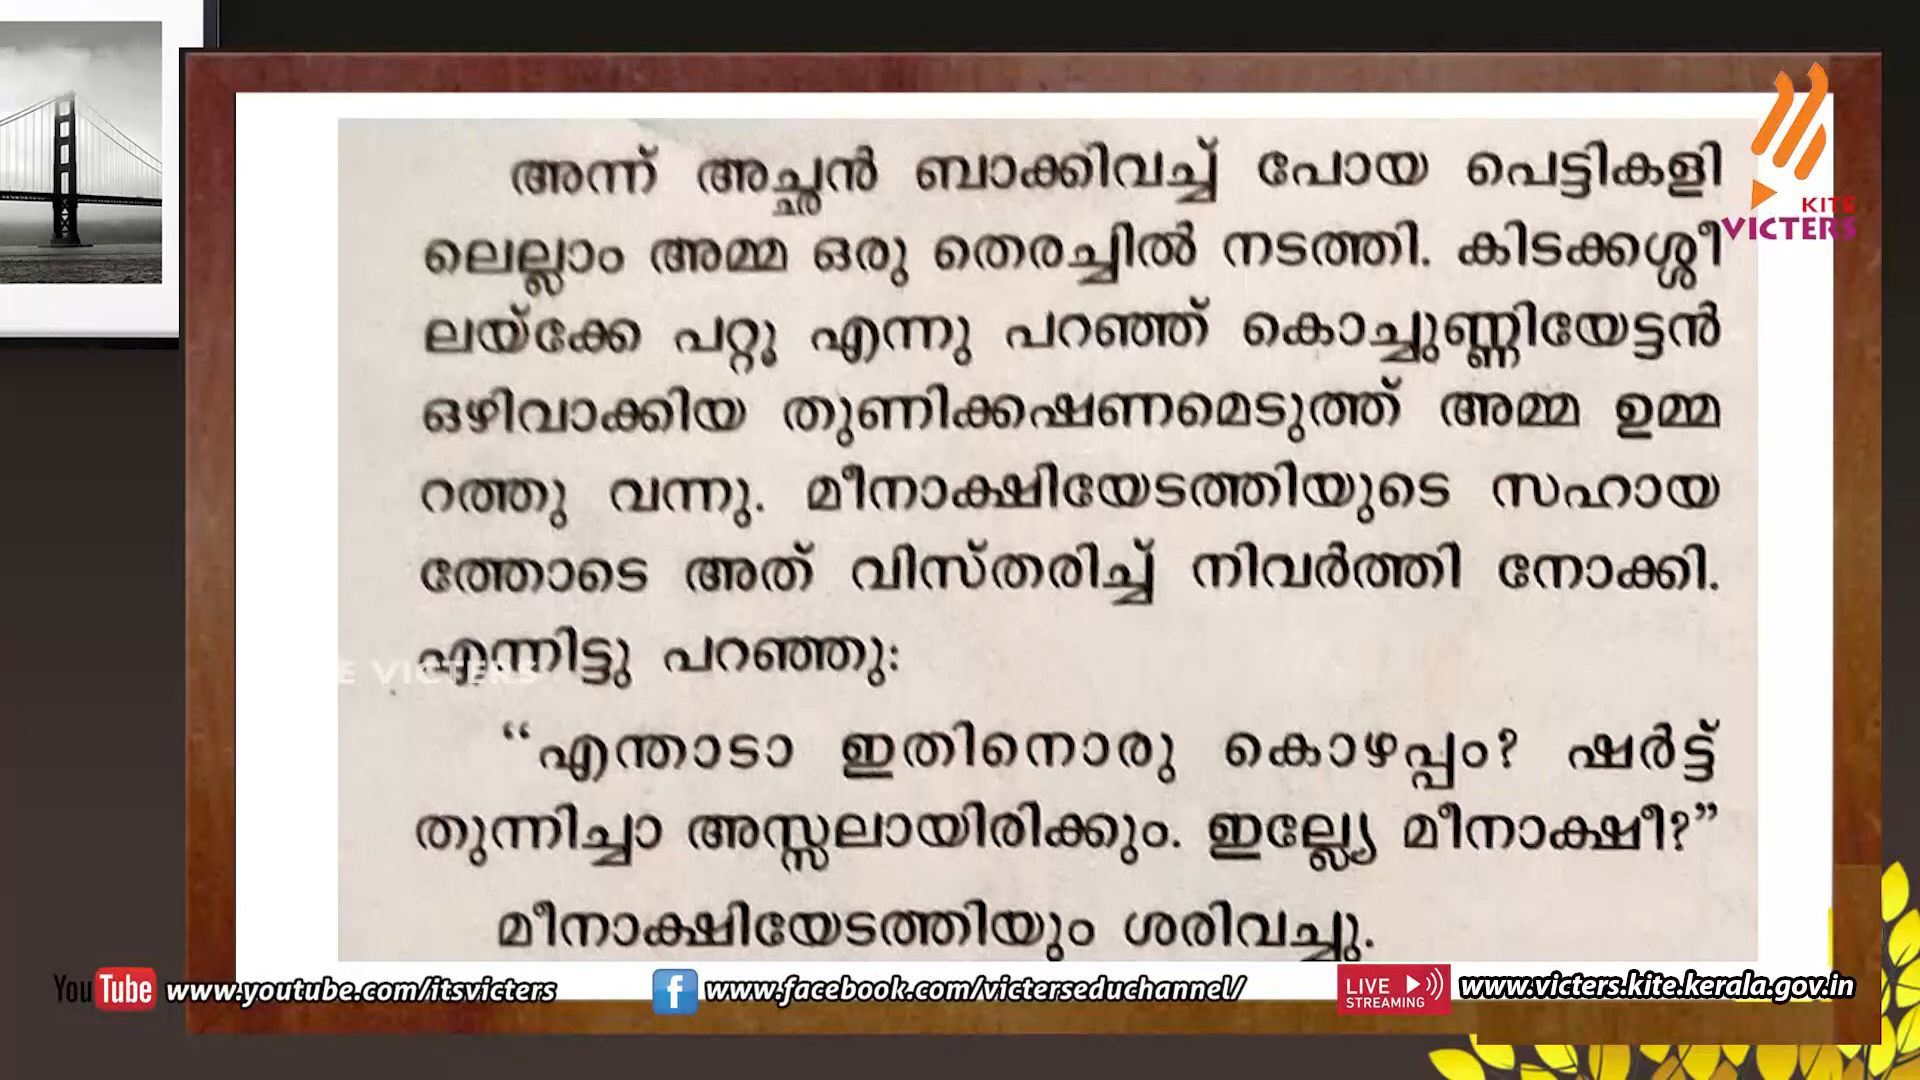 KITE
VICTERS
അന്ന് അച്ഛൻ ബാക്കിവച്ച് പോയ പെട്ടികളി
ലെല്ലാം അമ്മ ഒരു തെരച്ചിൽ നടത്തി. കിടക്കശ്ശീ
ലയ്ക്കേ പറ്റൂ എന്നു പറഞ്ഞ് കൊച്ചുണ്ണിയേട്ടൻ
ഒഴിവാക്കിയ തുണിക്കഷണമെടുത്ത് അമ്മ ഉമ്മ
റത്തു വന്നു. മീനാക്ഷിയേടത്തിയുടെ സഹായ
ത്തോടെ അത് വിസ്തരിച്ച് നിവർത്തി നോക്കി.
എന്നിട്ടു പറഞ്ഞു:
E VICTERS
“എന്താടാ ഇതിനൊരു കൊഴപ്പം? ഷർട്ട്
തുന്നിച്ചാ അസ്സലായിരിക്കും. ഇല്ല്യേ മീനാക്ഷീ?”
മീനാക്ഷിയേടത്തിയും ശരിവച്ചു.
YouTube www.youtube.com/itsvicters
f www.facebook.com/victerseduchannel/
LIVE STREAMING www.victers.kite.kerala.gov.in